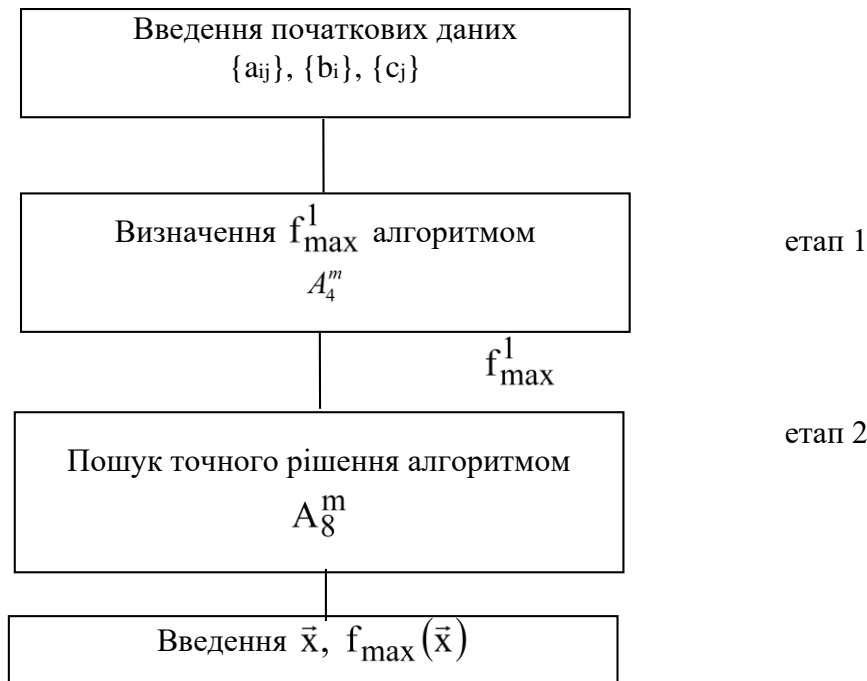 Введення початкових даних
{aij}, {bi}, {cj}
Визначення f¹max алгоритмом
A₄ᵐ
етап 1
f¹max
етап 2
Пошук точного рішення алгоритмом
A₈ᵐ
Введення x⃗, fmax(x⃗)